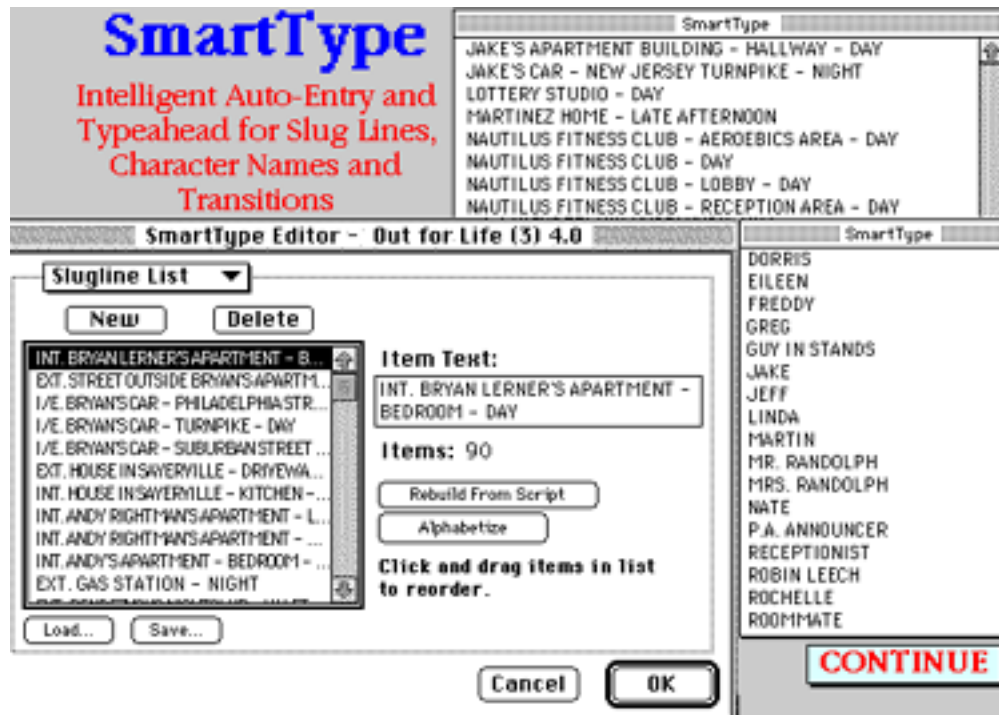 SmartType
Intelligent Auto-Entry and
Typeahead for Slug Lines,
Character Names and
Transitions
SmartType
JAKE'S APARTMENT BUILDING - HALLWAY - DAY
JAKE'S CAR - NEW JERSEY TURNPIKE - NIGHT
LOTTERY STUDIO - DAY
MARTINEZ HOME - LATE AFTERNOON
NAUTILUS FITNESS CLUB - AEROEBICS AREA - DAY
NAUTILUS FITNESS CLUB - DAY
NAUTILUS FITNESS CLUB - LOBBY - DAY
NAUTILUS FITNESS CLUB - RECEPTION AREA - DAY
SmartType Editor - Out for Life (3) 4.0
Slugline List
New Delete
INT. BRYAN LERNER'S APARTMENT - B...
EXT. STREET OUTSIDE BRYAN'S APARTM...
I/E. BRYAN'S CAR - PHILADELPHIA STR...
I/E. BRYAN'S CAR - TURNPIKE - DAY
I/E. BRYAN'S CAR - SUBURBAN STREET ...
EXT. HOUSE IN SAYERVILLE - DRIVEWA...
INT. HOUSE IN SAYERVILLE - KITCHEN - ...
INT. ANDY RIGHTMAN'S APARTMENT - L...
INT. ANDY RIGHTMAN'S APARTMENT - ...
INT. ANDY'S APARTMENT - BEDROOM - ...
EXT. GAS STATION - NIGHT
Load... Save...
Item Text:
INT. BRYAN LERNER'S APARTMENT -
BEDROOM - DAY
Items: 90
Rebuild From Script
Alphabetize
Click and drag items in list
to reorder.
Cancel OK
SmartType
DORRIS
EILEEN
FREDDY
GREG
GUY IN STANDS
JAKE
JEFF
LINDA
MARTIN
MR. RANDOLPH
MRS. RANDOLPH
NATE
P.A. ANNOUNCER
RECEPTIONIST
ROBIN LEECH
ROCHELLE
ROOMMATE
CONTINUE